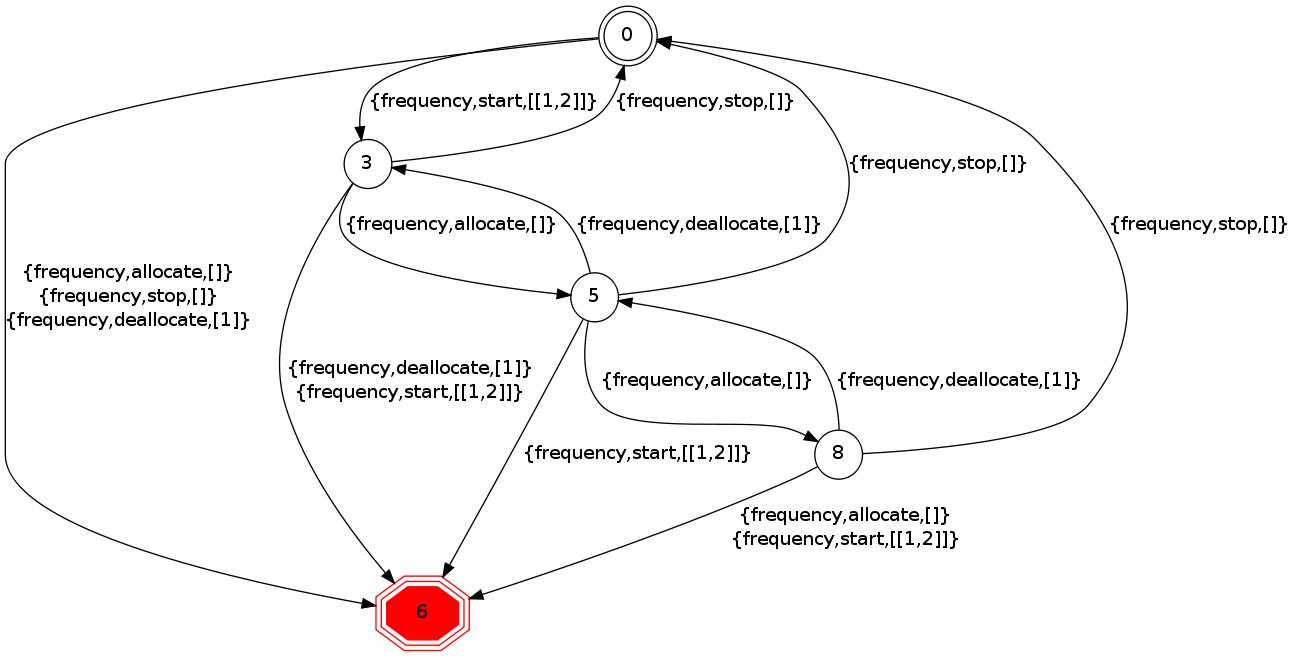 0
{frequency,start,[[1,2]]}
{frequency,stop,[]}
3
{frequency,stop,[]}
{frequency,allocate,[]}
{frequency,deallocate,[1]}
{frequency,stop,[]}
{frequency,allocate,[]}
{frequency,stop,[]}
{frequency,deallocate,[1]}
5
{frequency,deallocate,[1]}
{frequency,start,[[1,2]]}
{frequency,allocate,[]}
{frequency,deallocate,[1]}
{frequency,start,[[1,2]]}
8
{frequency,allocate,[]}
{frequency,start,[[1,2]]}
6